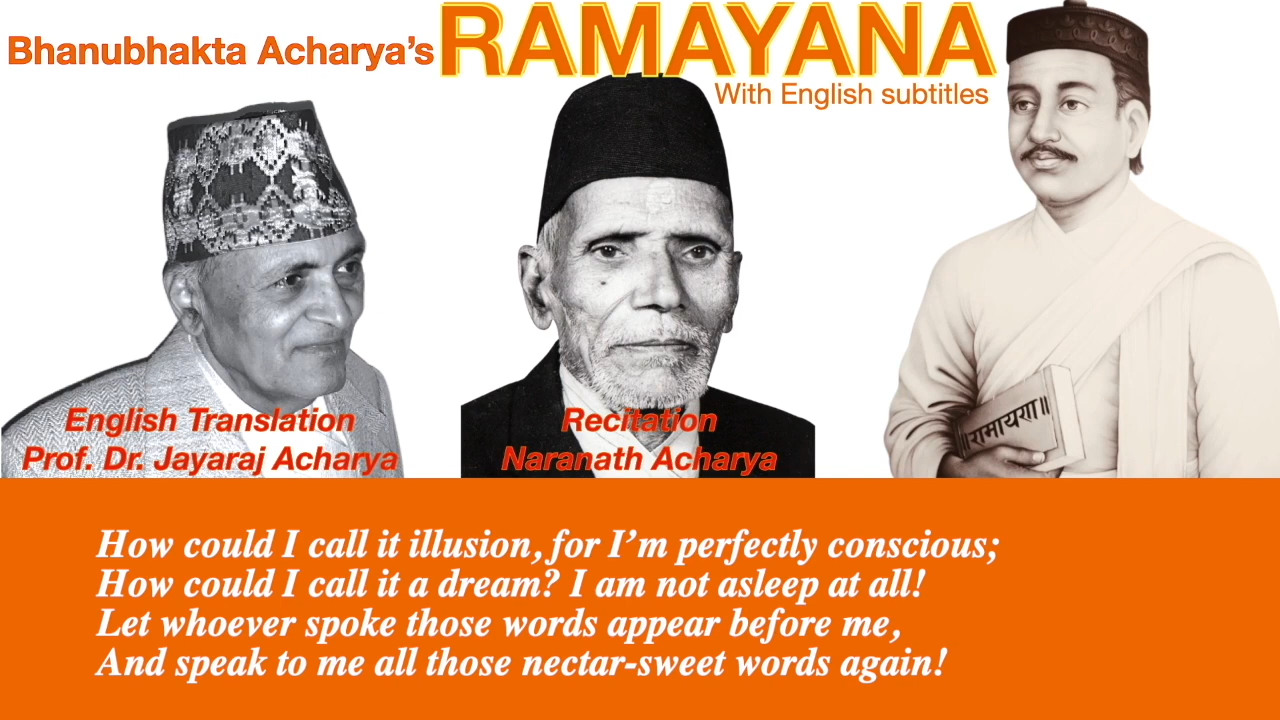 Bhanubhakta Acharya’s RAMAYANA
With English subtitles
॥रामायण॥
English Translation
Prof. Dr. Jayaraj Acharya
Recitation
Naranath Acharya
How could I call it illusion, for I’m perfectly conscious;
How could I call it a dream? I am not asleep at all!
Let whoever spoke those words appear before me,
And speak to me all those nectar-sweet words again!